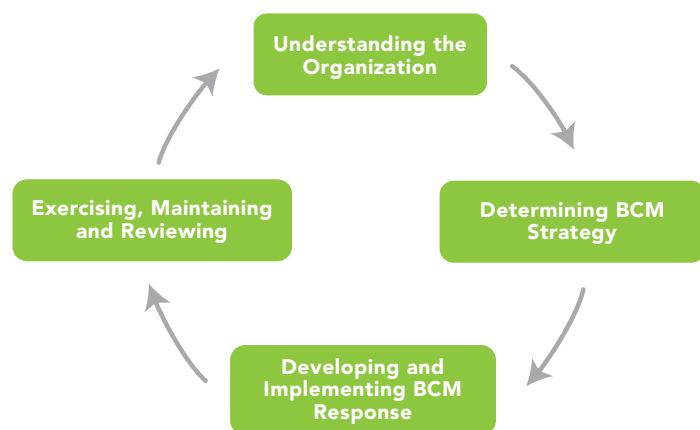 Understanding the
Organization
Determining BCM
Strategy
Developing and
Implementing BCM
Response
Exercising, Maintaining
and Reviewing